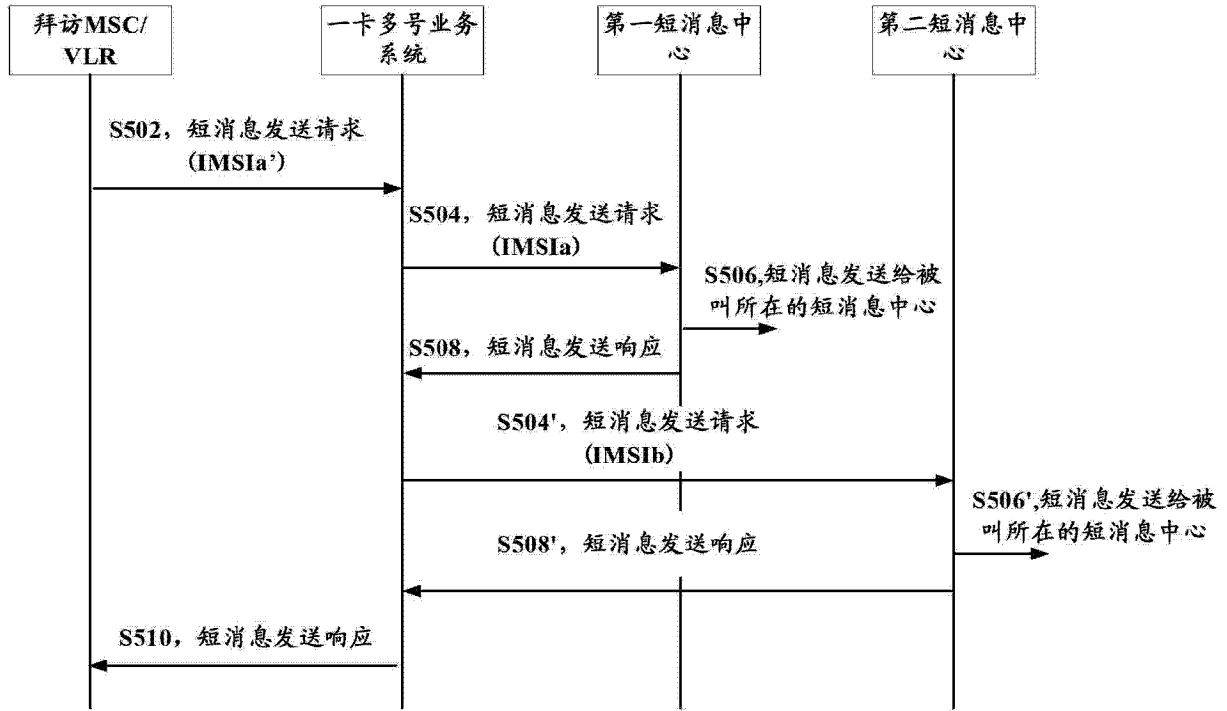 拜访MSC/
VLR
一卡多号业务
系统
第一短消息中
心
第二短消息中
心
S502，短消息发送请求
(IMSIa’)
S504，短消息发送请求
(IMSIa)
S506,短消息发送给被
叫所在的短消息中心
S508，短消息发送响应
S504'，短消息发送请求
(IMSIb)
S506',短消息发送给被
叫所在的短消息中心
S508'，短消息发送响应
S510，短消息发送响应